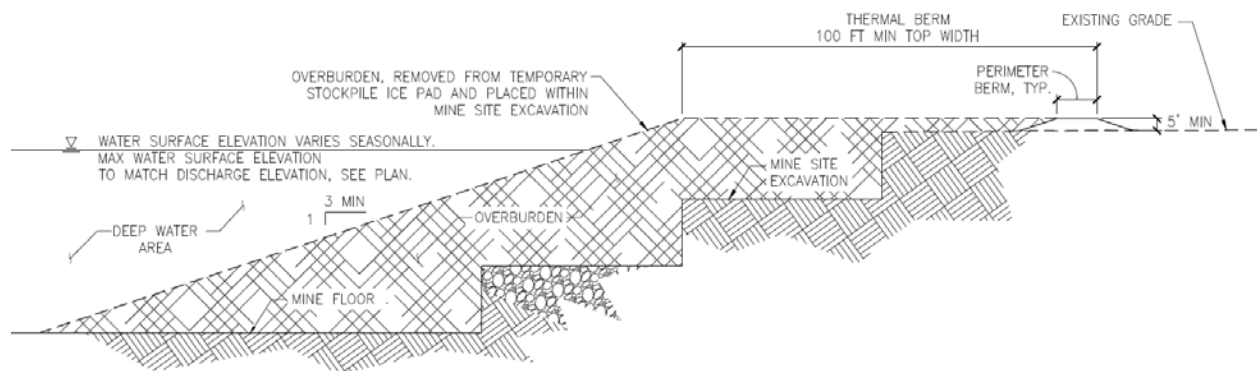 THERMAL BERM
100 FT MIN TOP WIDTH
EXISTING GRADE
OVERBURDEN, REMOVED FROM TEMPORARY
STOCKPILE ICE PAD AND PLACED WITHIN
MINE SITE EXCAVATION
PERIMETER
BERM, TYP.
5' MIN
WATER SURFACE ELEVATION VARIES SEASONALLY.
MAX WATER SURFACE ELEVATION
TO MATCH DISCHARGE ELEVATION, SEE PLAN.
MINE SITE
EXCAVATION
3 MIN
1
OVERBURDEN
DEEP WATER
AREA
MINE FLOOR